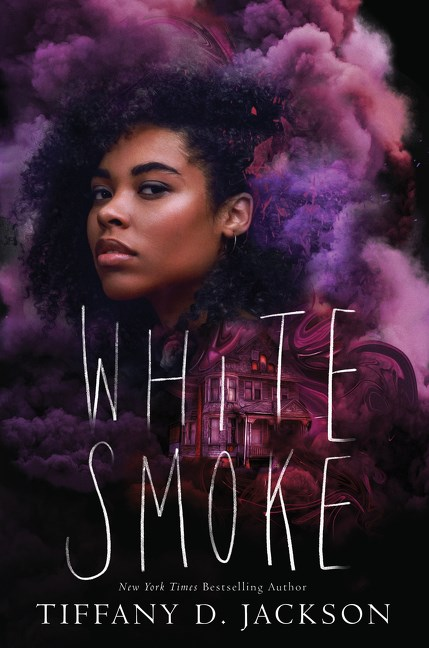 WHiTE
SMOKE
New York Times Bestselling Author
TIFFANY D. JACKSON